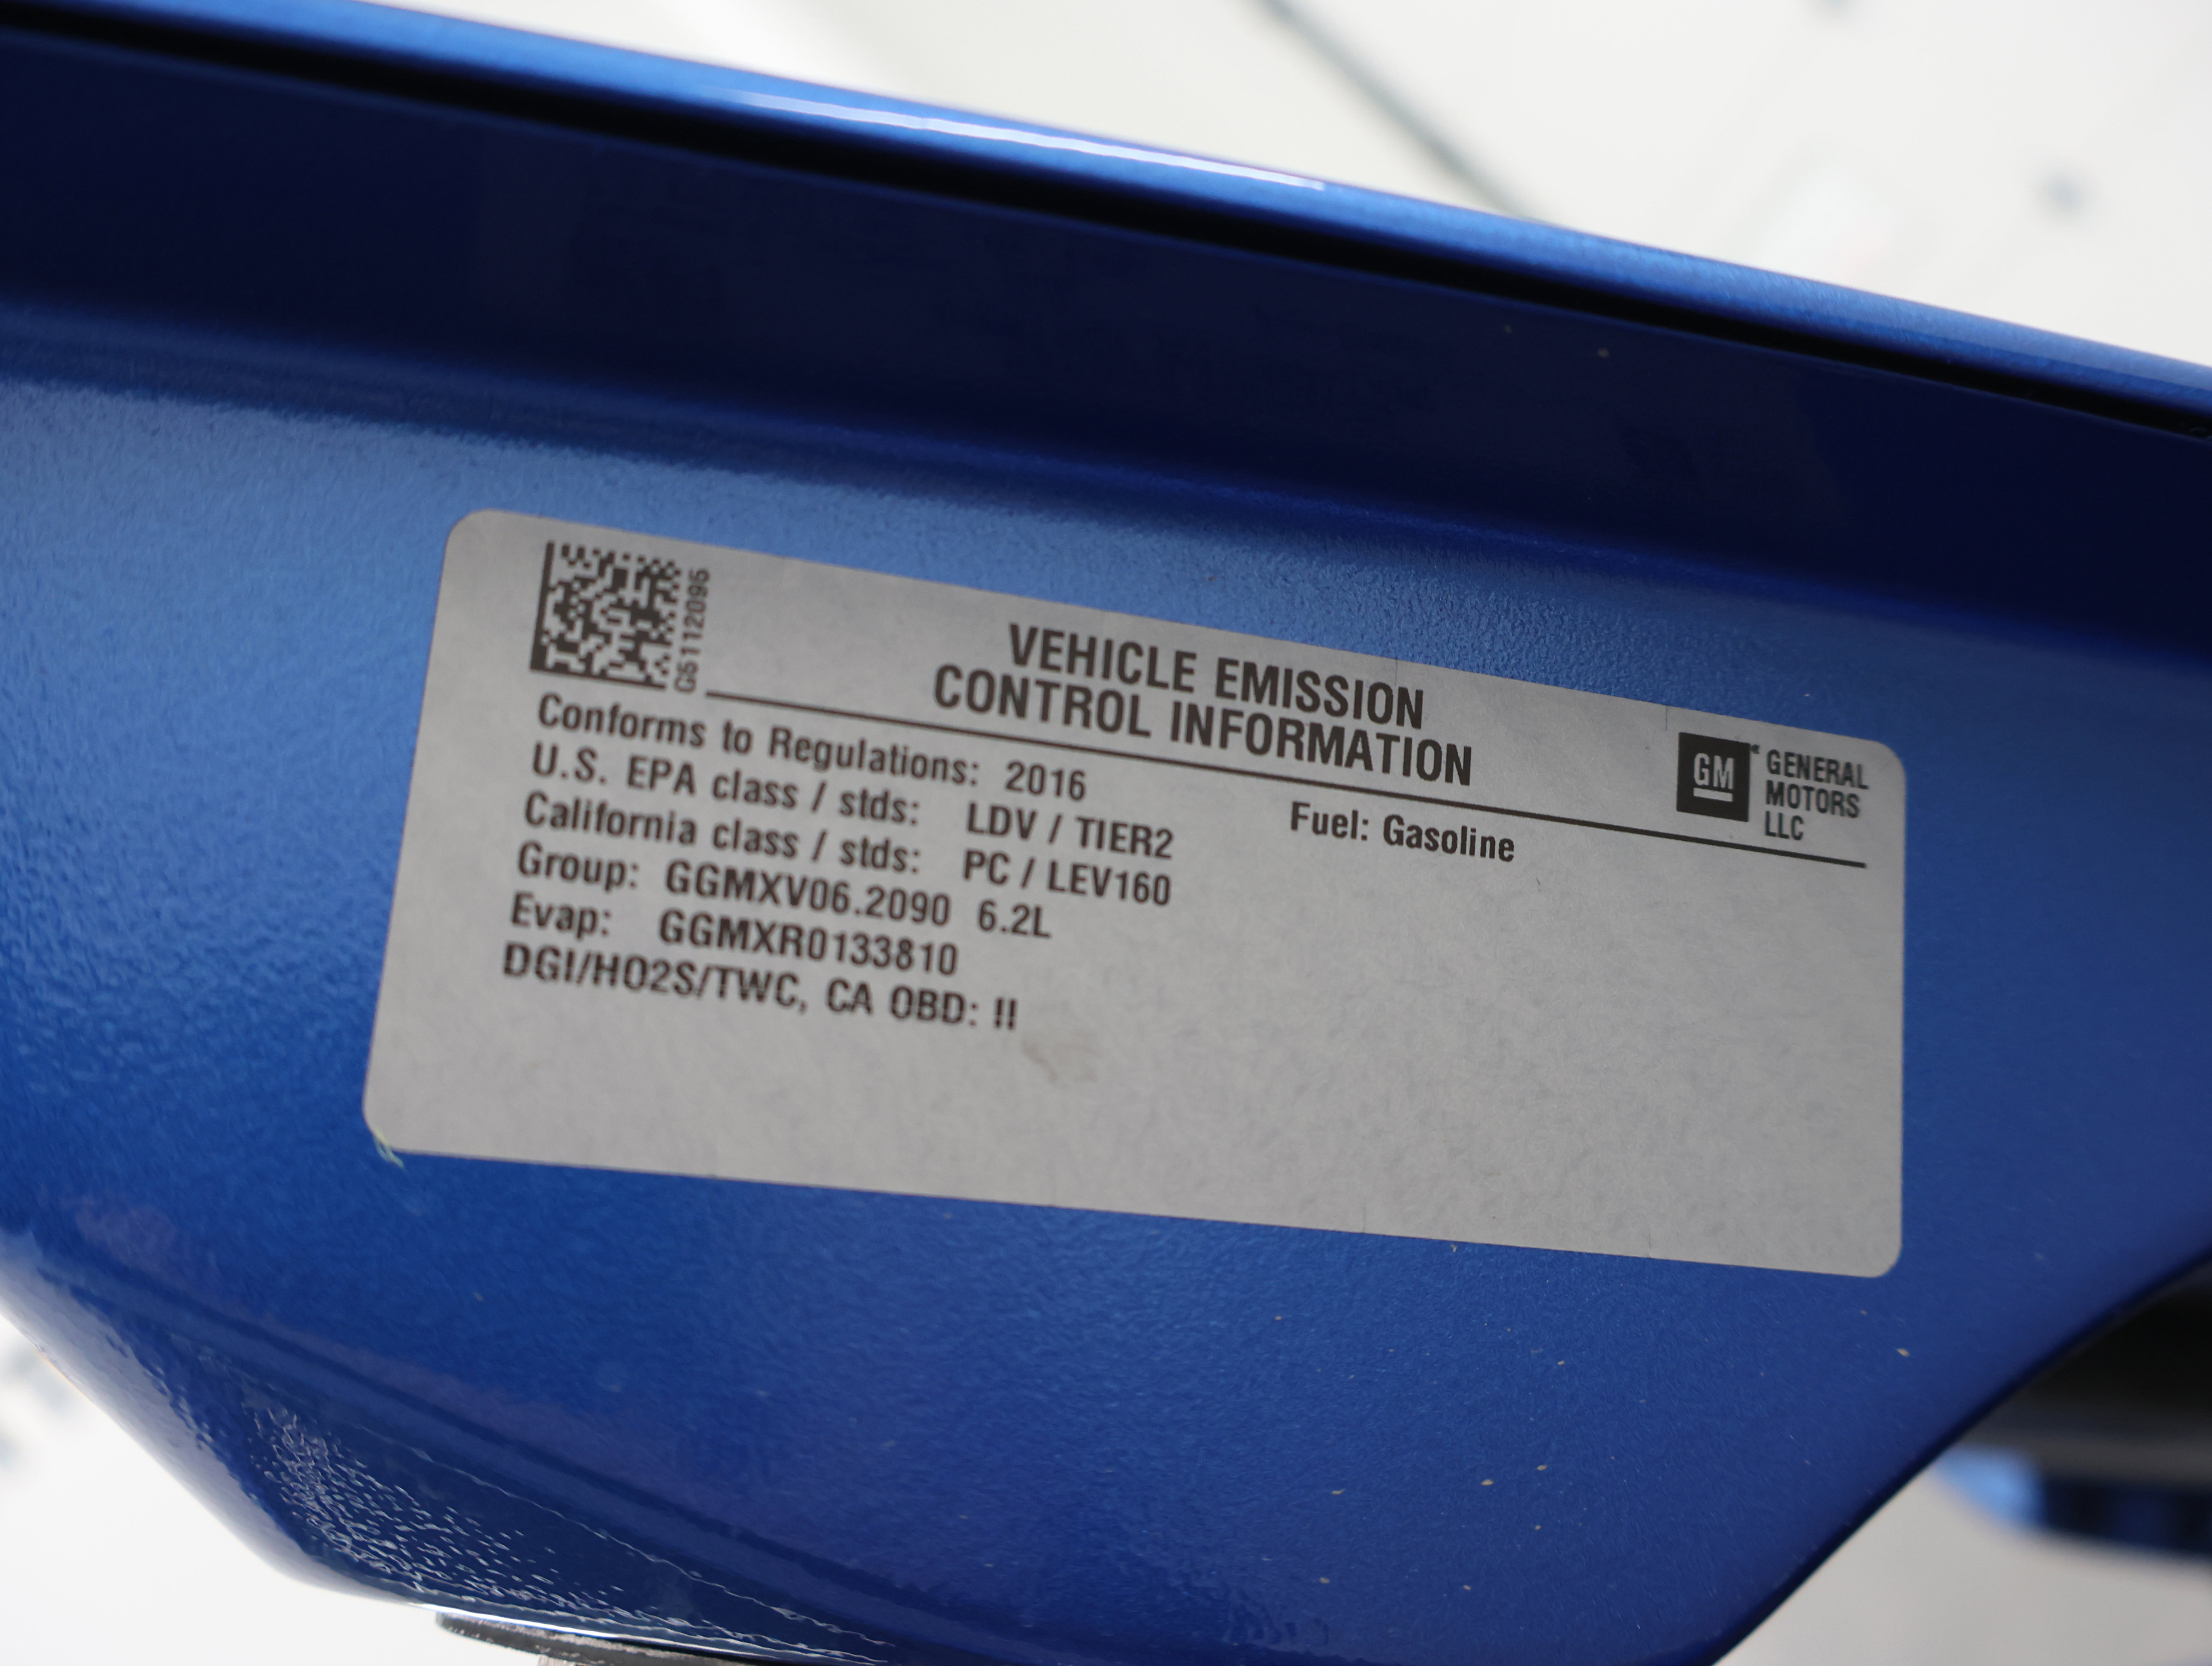 G51112095
VEHICLE EMISSION
CONTROL INFORMATION
GM
GENERAL
MOTORS
LLC
Conforms to Regulations: 2016
Fuel: Gasoline
U.S. EPA class / stds: LDV / TIER2
California class / stds: PC / LEV160
Group: GGMXV06.2090 6.2L
Evap: GGMXR0133810
DGI/HO2S/TWC, CA OBD: II